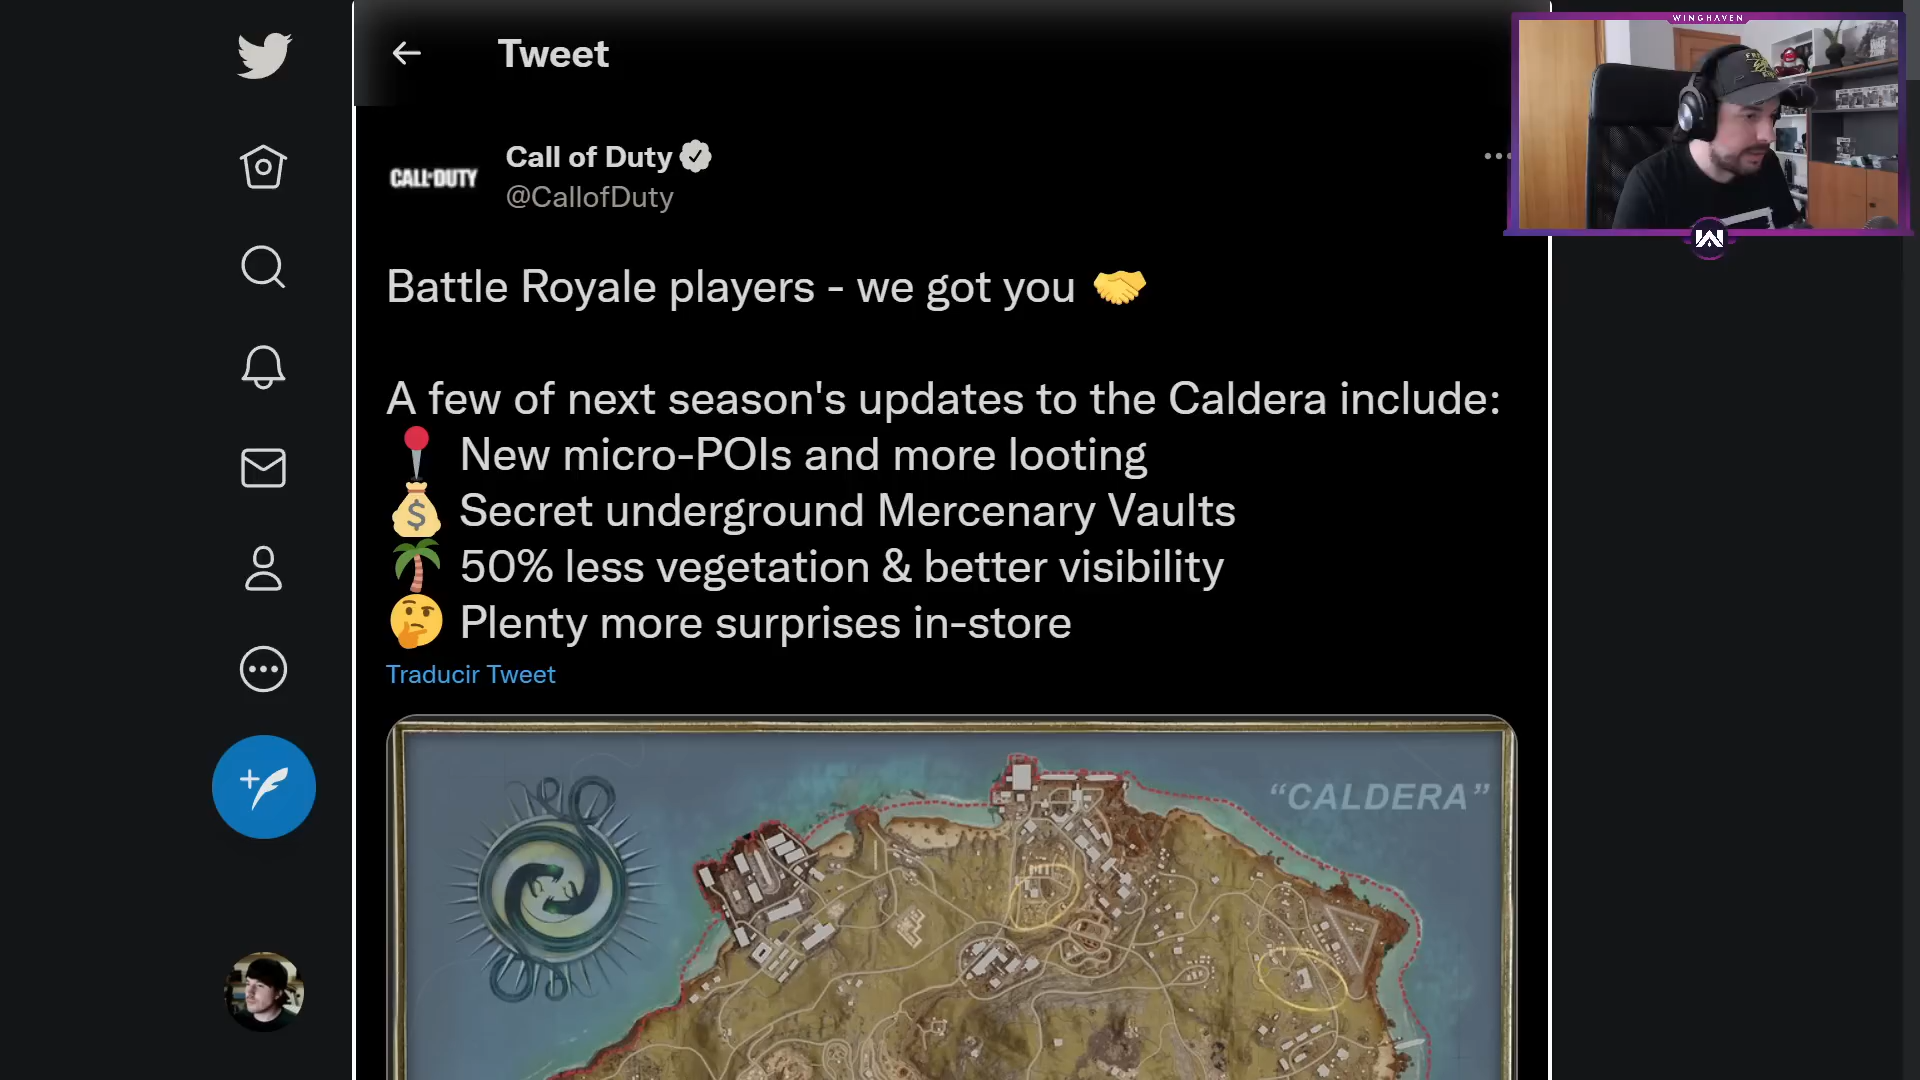 WINGHAVEN
Tweet
CALL OF DUTY
Call of Duty
@CallofDuty
Battle Royale players - we got you 🤝
A few of next season's updates to the Caldera include:
📍 New micro-POIs and more looting
💰 Secret underground Mercenary Vaults
🌴 50% less vegetation & better visibility
🤔 Plenty more surprises in-store
Traducir Tweet
“CALDERA”